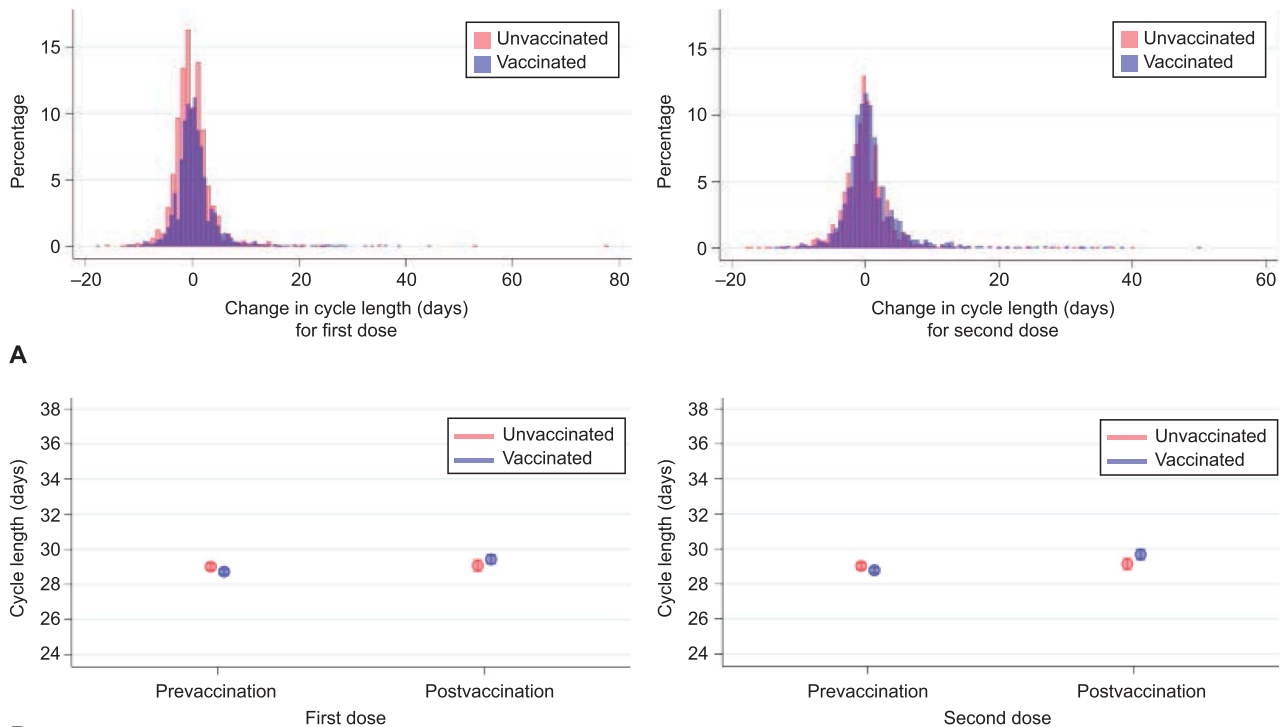 Unvaccinated
Vaccinated
15
10
5
0
Percentage
–20
0
20
40
60
80
Change in cycle length (days)
for first dose
Unvaccinated
Vaccinated
15
10
5
0
Percentage
–20
0
20
40
60
Change in cycle length (days)
for second dose
A
38
36
34
32
30
28
26
24
Cycle length (days)
Unvaccinated
Vaccinated
Prevaccination
Postvaccination
First dose
38
36
34
32
30
28
26
24
Cycle length (days)
Unvaccinated
Vaccinated
Prevaccination
Postvaccination
Second dose